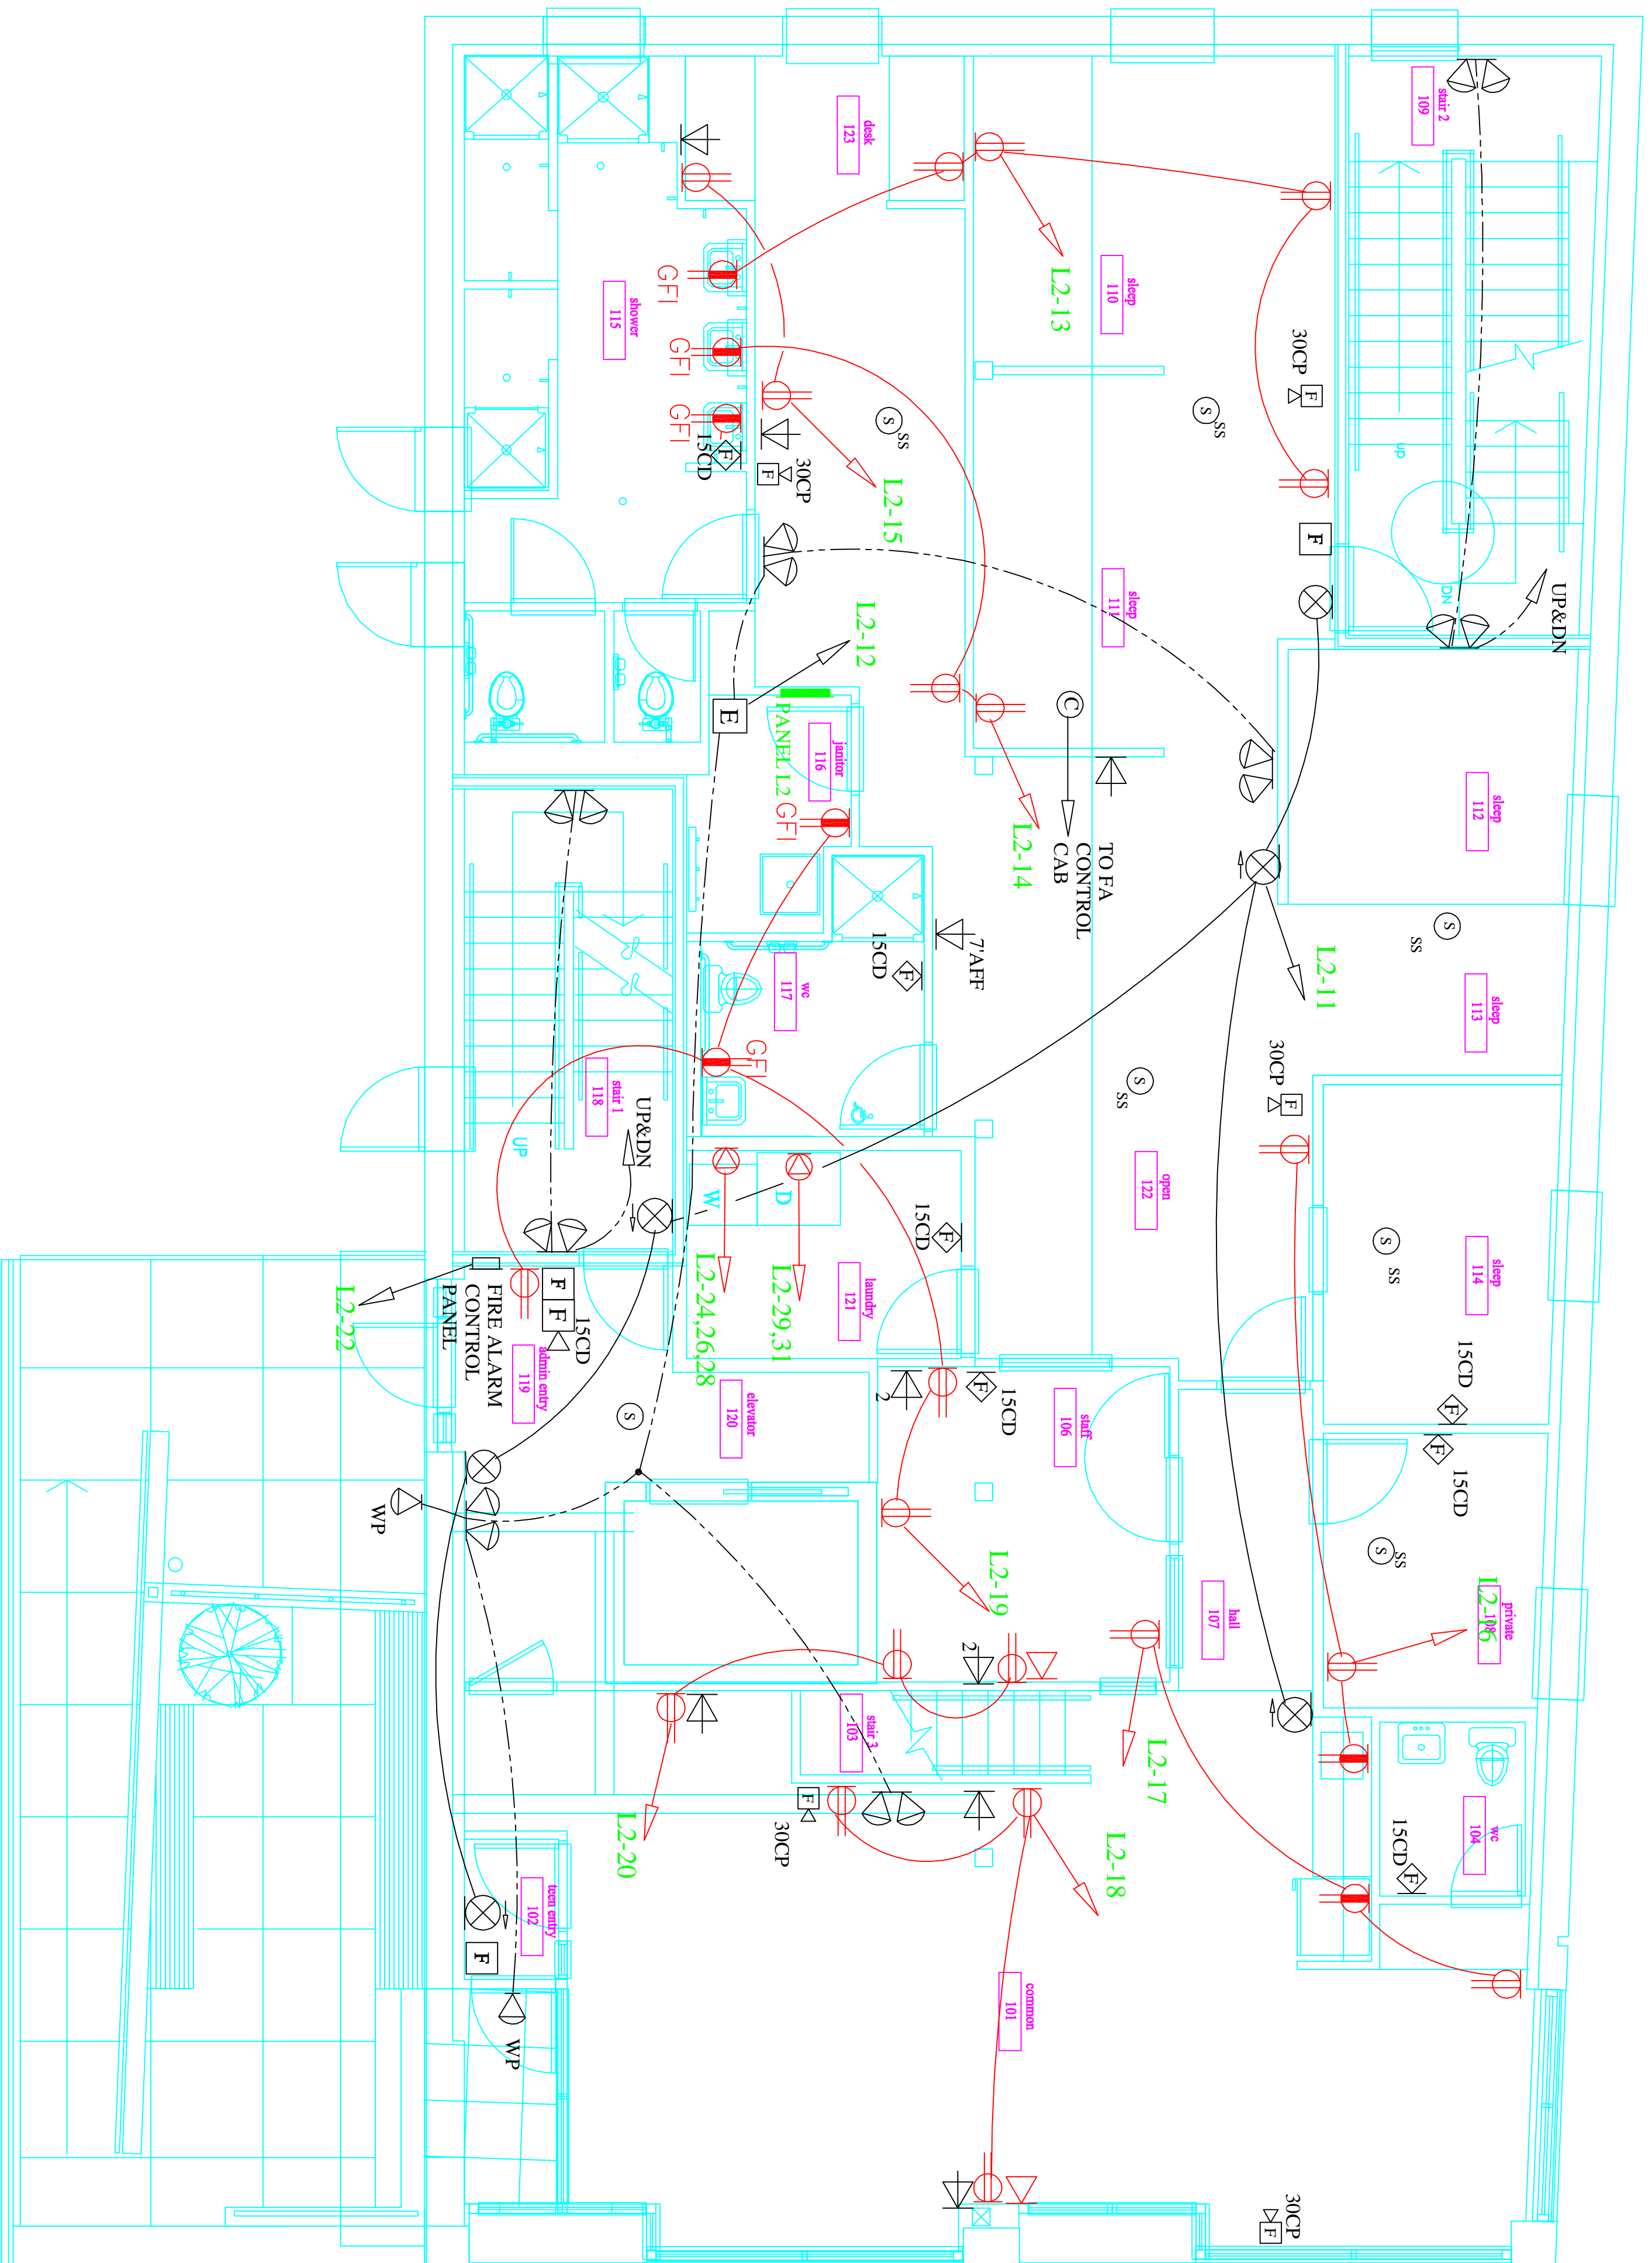 stair 2
109
UP&DN
up
DN
desk
123
sleep
110
L2-13
30CP
F
F
shower
115
GFI
GFI
GFI
15CD
F
30CP
F
S
SS
S
SS
L2-15
sleep
111
L2-12
E
PANEL L2
janitor
116
GFI
C
TO FA
CONTROL
CAB
L2-14
sleep
112
L2-11
S
SS
sleep
113
wc
117
15CD
F
7'AFF
GFI
S
SS
30CP
F
open
122
stair 1
118
UP
UP&DN
W
D
L2-24,26,28
L2-29,31
15CD
F
laundry
121
S
SS
sleep
114
15CD
F
F
15CD
S
SS
L2-22
FIRE ALARM
CONTROL
PANEL
F
F
15CD
admin entry
119
S
elevator
120
2
F
15CD
staff
106
WP
L2-19
2
hall
107
private
108
L2-16
L2-17
stair 3
103
F
30CP
L2-20
L2-18
wc
104
15CD
F
teen entry
102
F
WP
common
101
30CP
F